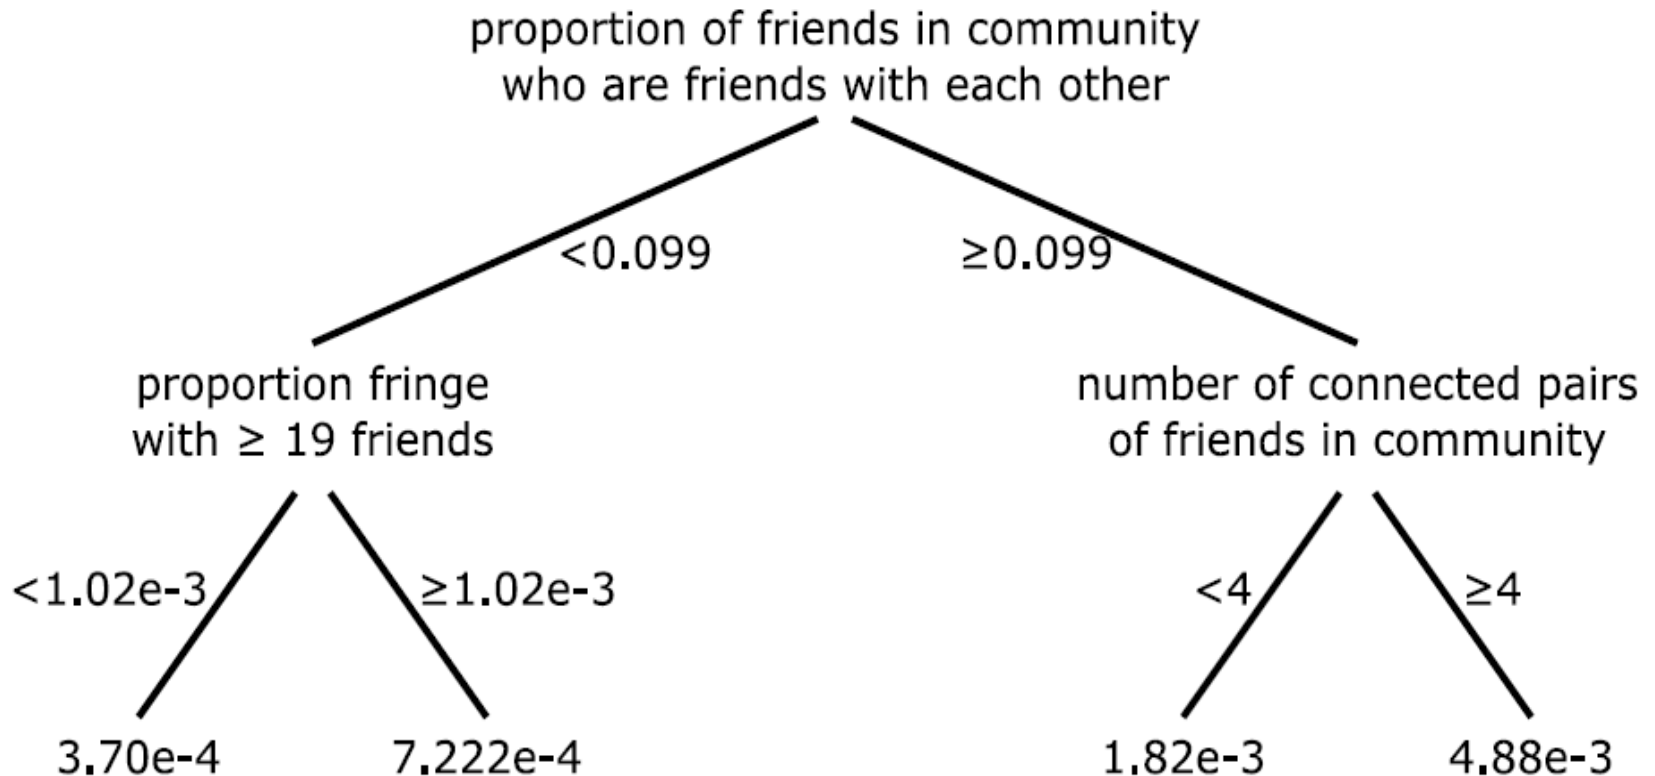 proportion of friends in community
who are friends with each other
<0.099
≥0.099
proportion fringe
with ≥ 19 friends
number of connected pairs
of friends in community
<1.02e-3
≥1.02e-3
<4
≥4
3.70e-4
7.222e-4
1.82e-3
4.88e-3